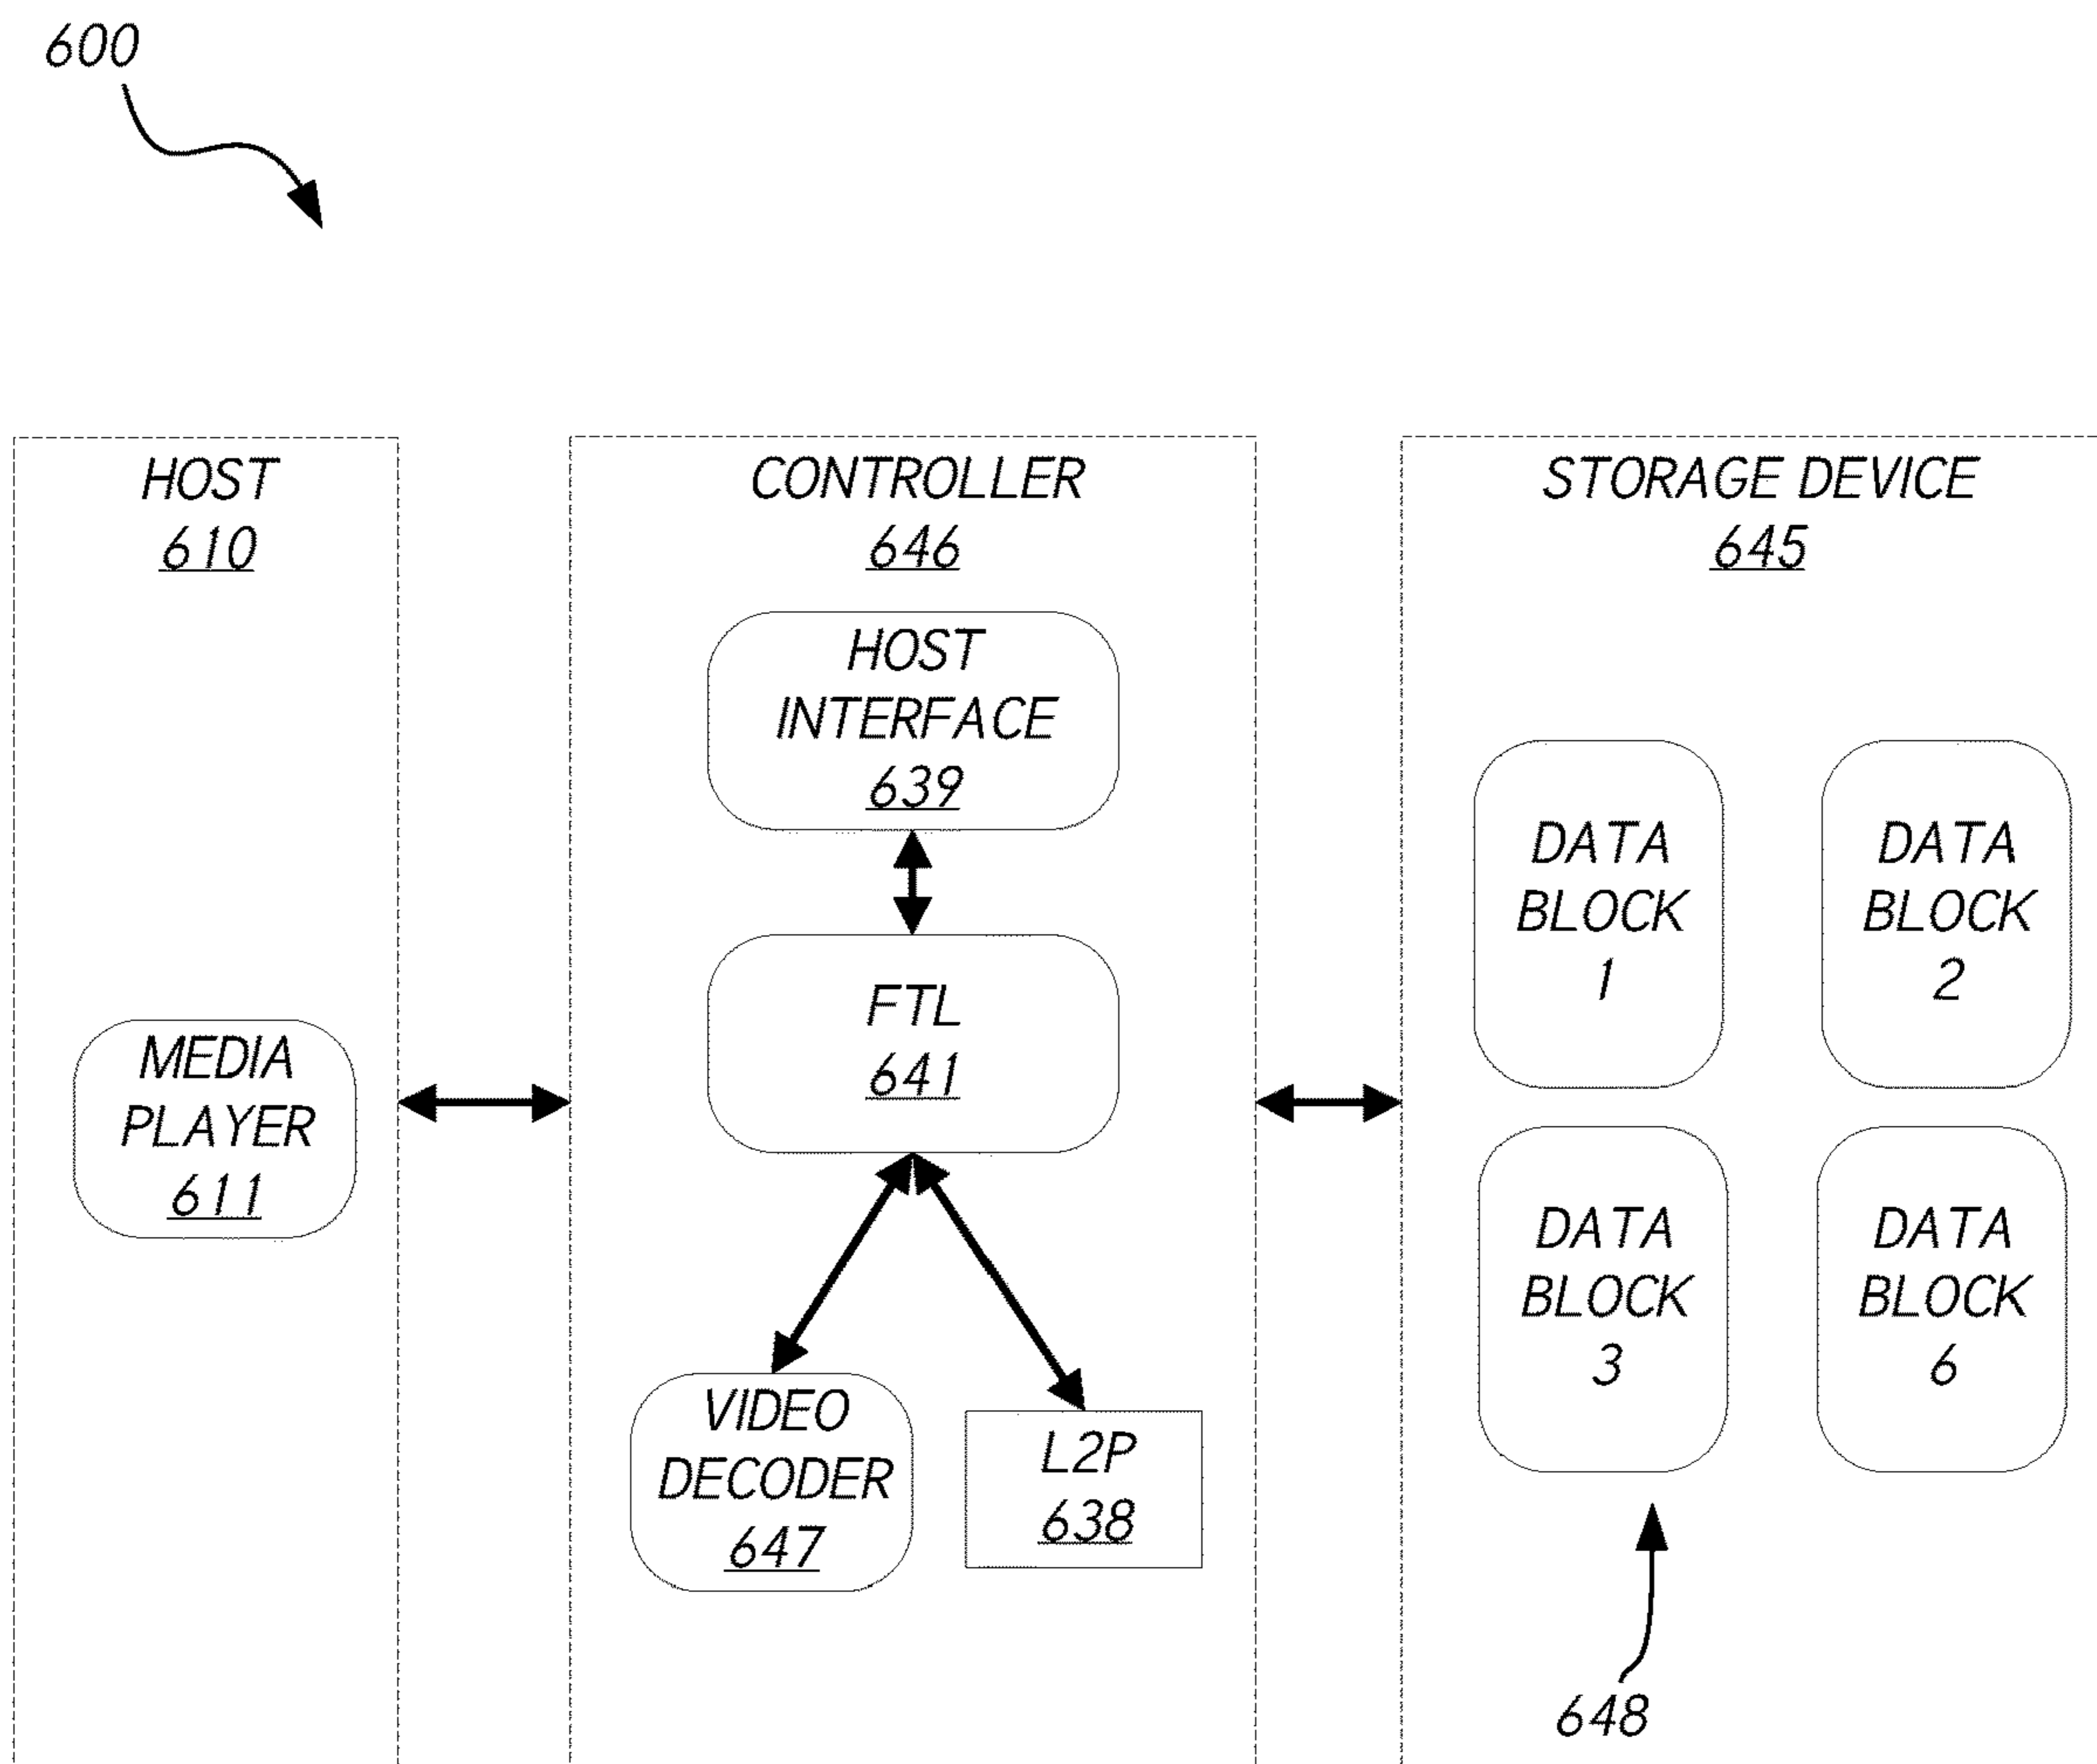 600
HOST
610
MEDIA
PLAYER
611
CONTROLLER
646
HOST
INTERFACE
639
FTL
641
VIDEO
DECODER
647
L2P
638
STORAGE DEVICE
645
DATA
BLOCK
1
DATA
BLOCK
2
DATA
BLOCK
3
DATA
BLOCK
6
648